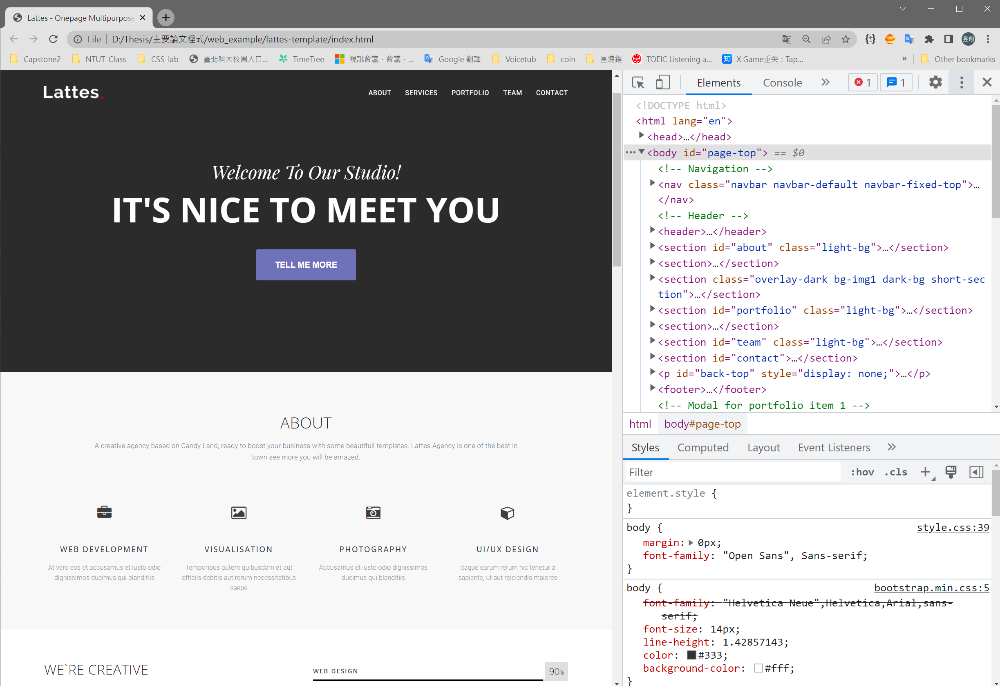 Lattes - Onepage Multipurpose
File | D:/Thesis/主要論文程式/web_example/lattes-template/index.html
昱翔
Capstone2 NTUT_Class CSS_lab 臺北科大校園入口... TimeTree 視訊會議、會議、... Google 翻譯 Voicetub coin 區塊鏈 TOEIC Listening a... 知 X Game重尖：Tap... » Other bookmarks
Lattes.
ABOUT SERVICES PORTFOLIO TEAM CONTACT
Welcome To Our Studio!
IT'S NICE TO MEET YOU
TELL ME MORE
ABOUT
A creative agency based on Candy Land, ready to boost your business with some beautifull templates. Lattes Agency is one of the best in
town see more you will be amazed.
WEB DEVELOPMENT
At vero eos et accusamus et iusto odio
dignissimos ducimus qui blanditiis
VISUALISATION
Temporibus autem quibusdam et aut
officiis debitis aut rerum necessitatibus
saepe
PHOTOGRAPHY
Accusamus et iusto odio dignissimos
ducimus qui blanditiis
UI/UX DESIGN
Itaque earum rerum hic tenetur a
sapiente, ut aut reiciendis maiores
WE`RE CREATIVE
WEB DESIGN
90%
Elements Console » 1 1
<!DOCTYPE html>
<html lang="en">
<head>…</head>
<body id="page-top"> == $0
<!-- Navigation -->
<nav class="navbar navbar-default navbar-fixed-top">…
</nav>
<!-- Header -->
<header>…</header>
<section id="about" class="light-bg">…</section>
<section>…</section>
<section class="overlay-dark bg-img1 dark-bg short-sec
tion">…</section>
<section id="portfolio" class="light-bg">…</section>
<section>…</section>
<section id="team" class="light-bg">…</section>
<section id="contact">…</section>
<p id="back-top" style="display: none;">…</p>
<footer>…</footer>
<!-- Modal for portfolio item 1 -->
html body#page-top
Styles Computed Layout Event Listeners »
Filter :hov .cls
element.style {
}
body { style.css:39
margin: 0px;
font-family: "Open Sans", Sans-serif;
}
body { bootstrap.min.css:5
font-family: "Helvetica Neue",Helvetica,Arial,sans-
serif;
font-size: 14px;
line-height: 1.42857143;
color: #333;
background-color: #fff;
}